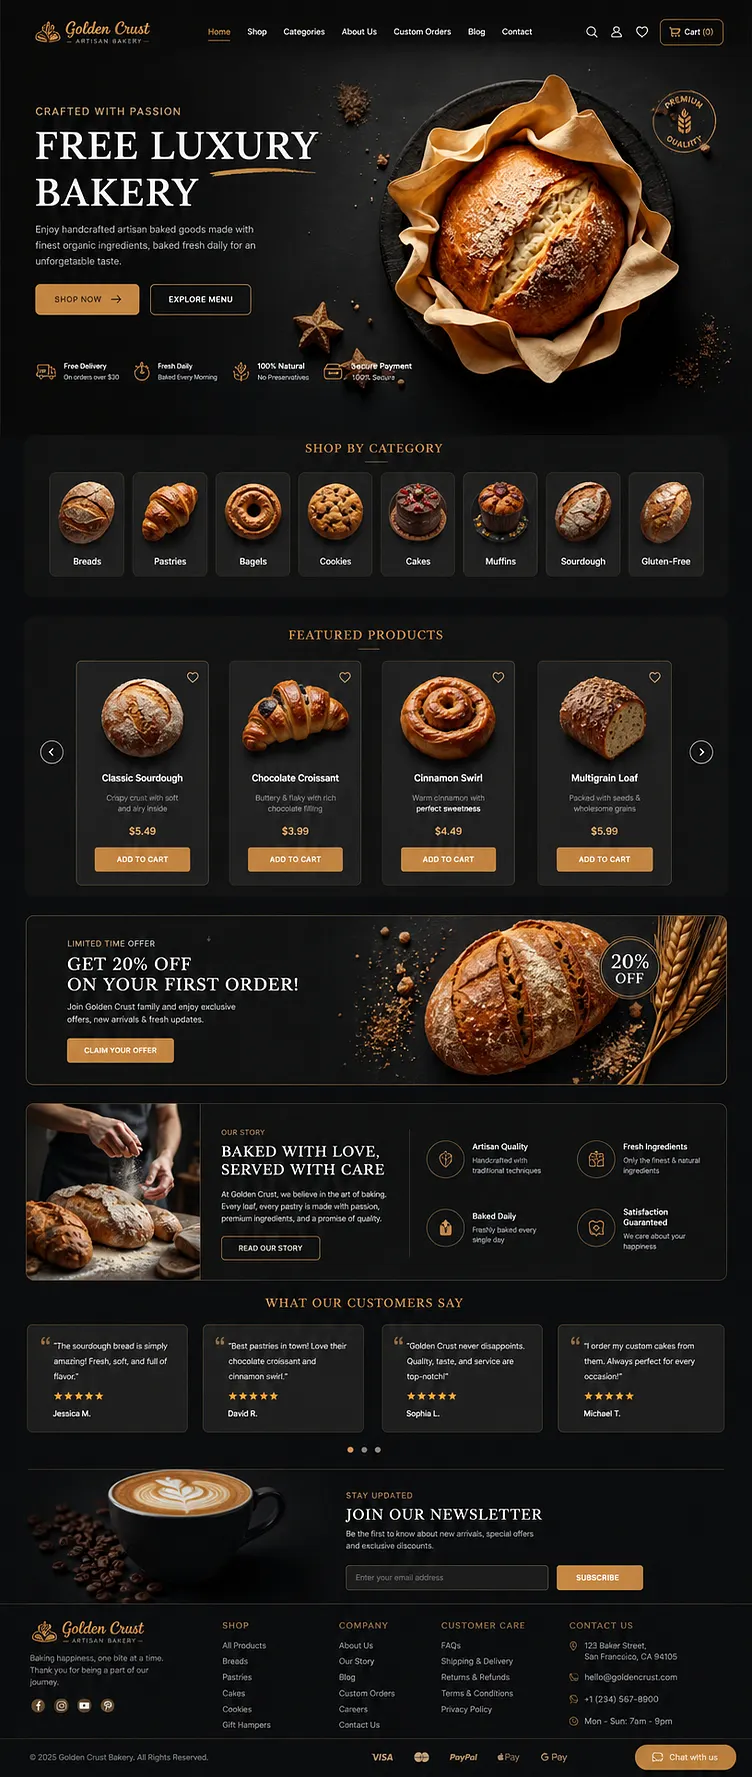 Golden Crust
ARTISAN BAKERY
Home
Shop
Categories
About Us
Custom Orders
Blog
Contact
Cart (0)
CRAFTED WITH PASSION
FREE LUXURY
BAKERY
PREMIUM
QUALITY
Enjoy handcrafted artisan baked goods made with
finest organic ingredients, baked fresh daily for an
unforgetable taste.
SHOP NOW
EXPLORE MENU
Free Delivery
On orders over $30
Fresh Daily
Baked Every Morning
100% Natural
No Preservatives
Secure Payment
100% Secure
SHOP BY CATEGORY
Breads
Pastries
Bagels
Cookies
Cakes
Muffins
Sourdough
Gluten-Free
FEATURED PRODUCTS
Classic Sourdough
Crispy crust with soft
and airy inside
$5.49
ADD TO CART
Chocolate Croissant
Buttery & flaky with rich
chocolate filling
$3.99
ADD TO CART
Cinnamon Swirl
Warm cinnamon with
perfect sweetness
$4.49
ADD TO CART
Multigrain Loaf
Packed with seeds &
wholesome grains
$5.99
ADD TO CART
LIMITED TIME OFFER
GET 20% OFF
ON YOUR FIRST ORDER!
Join Golden Crust family and enjoy exclusive
offers, new arrivals & fresh updates.
CLAIM YOUR OFFER
20%
OFF
OUR STORY
BAKED WITH LOVE,
SERVED WITH CARE
At Golden Crust, we believe in the art of baking.
Every loaf, every pastry is made with passion,
premium ingredients, and a promise of quality.
READ OUR STORY
Artisan Quality
Handcrafted with
traditional techniques
Fresh Ingredients
Only the finest & natural
ingredients
Baked Daily
Freshly baked every
single day
Satisfaction
Guaranteed
We care about your
happiness
WHAT OUR CUSTOMERS SAY
"The sourdough bread is simply
amazing! Fresh, soft, and full of
flavor."
Jessica M.
"Best pastries in town! Love their
chocolate croissant and
cinnamon swirl."
David R.
"Golden Crust never disappoints.
Quality, taste, and service are
top-notch!"
Sophia L.
"I order my custom cakes from
them. Always perfect for every
occasion!"
Michael T.
STAY UPDATED
JOIN OUR NEWSLETTER
Be the first to know about new arrivals, special offers
and exclusive discounts.
Enter your email address
SUBSCRIBE
Golden Crust
ARTISAN BAKERY
Baking happiness, one bite at a time.
Thank you for being a part of our
journey.
SHOP
All Products
Breads
Pastries
Cakes
Cookies
Gift Hampers
COMPANY
About Us
Our Story
Blog
Custom Orders
Careers
Contact Us
CUSTOMER CARE
FAQs
Shipping & Delivery
Returns & Refunds
Terms & Conditions
Privacy Policy
CONTACT US
123 Baker Street,
San Francoico, CA 94105
hello@goldencrust.com
+1 (234) 567-8900
Mon - Sun: 7am - 9pm
© 2025 Golden Crust Bakery. All Rights Reserved.
VISA
PayPal
Pay
G Pay
Chat with us